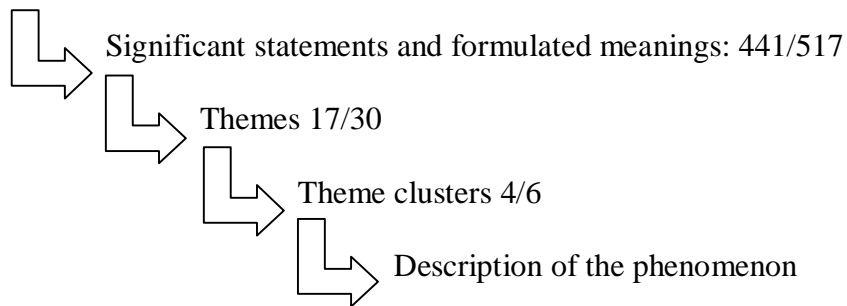 Significant statements and formulated meanings: 441/517
Themes 17/30
Theme clusters 4/6
Description of the phenomenon